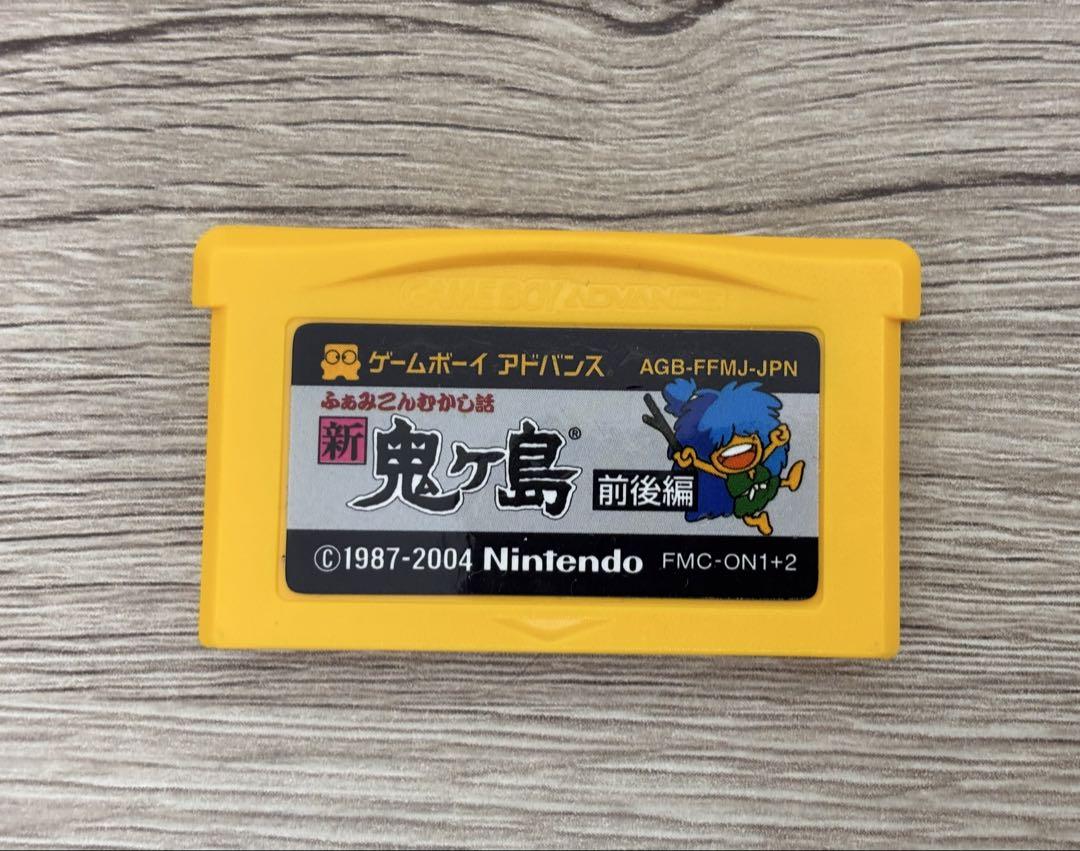 GAME BOY ADVANCE
ゲームボーイ アドバンス AGB-FFMJ-JPN
ふぁみこんむかし話
新 鬼ヶ島® 前後編
©1987-2004 Nintendo FMC-ON1+2